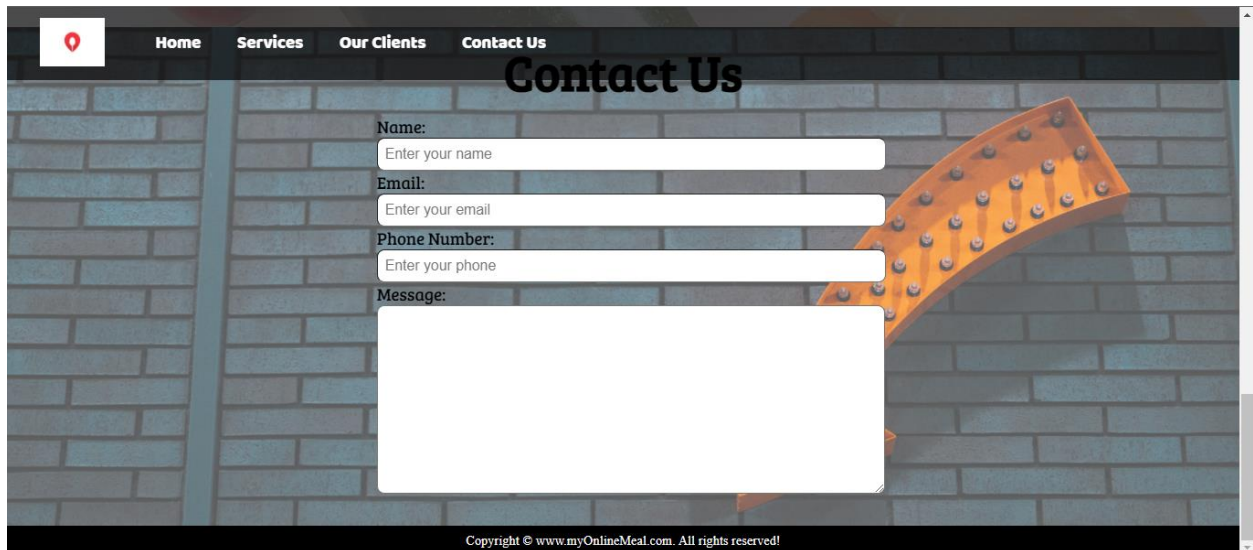 Home Services Our Clients Contact Us
Contact Us
Name:
Enter your name
Email:
Enter your email
Phone Number:
Enter your phone
Message:
Copyright © www.myOnlineMeal.com. All rights reserved!